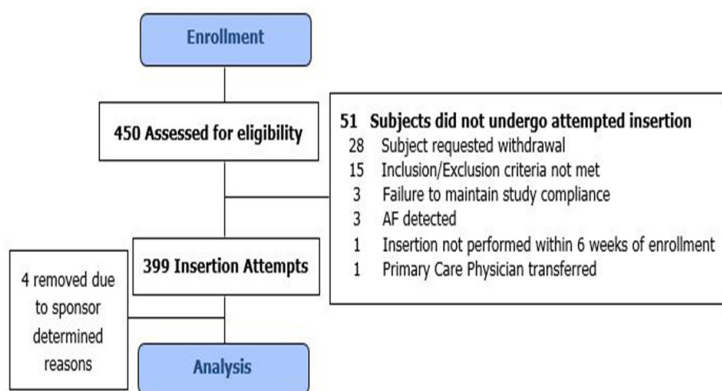 Enrollment
450 Assessed for eligibility
51 Subjects did not undergo attempted insertion
28 Subject requested withdrawal
15 Inclusion/Exclusion criteria not met
3 Failure to maintain study compliance
3 AF detected
1 Insertion not performed within 6 weeks of enrollment
1 Primary Care Physician transferred
399 Insertion Attempts
4 removed due
to sponsor
determined
reasons
Analysis